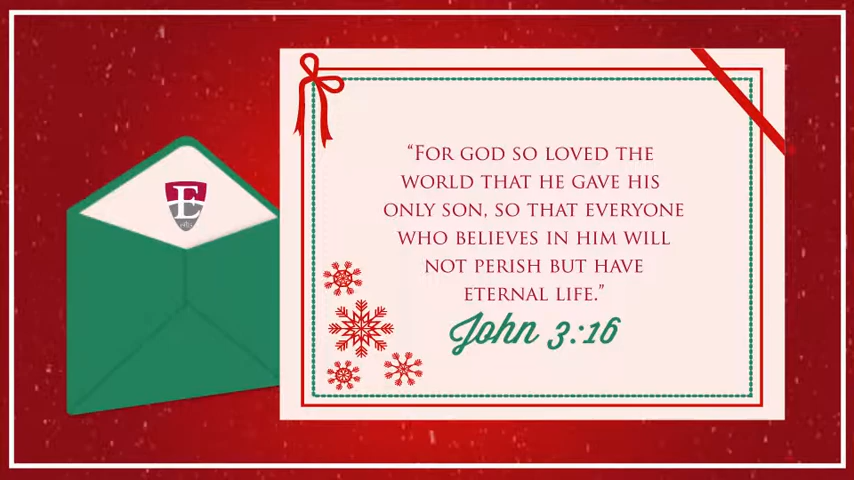 E
“FOR GOD SO LOVED THE
WORLD THAT HE GAVE HIS
ONLY SON, SO THAT EVERYONE
WHO BELIEVES IN HIM WILL
NOT PERISH BUT HAVE
ETERNAL LIFE.”
John 3:16